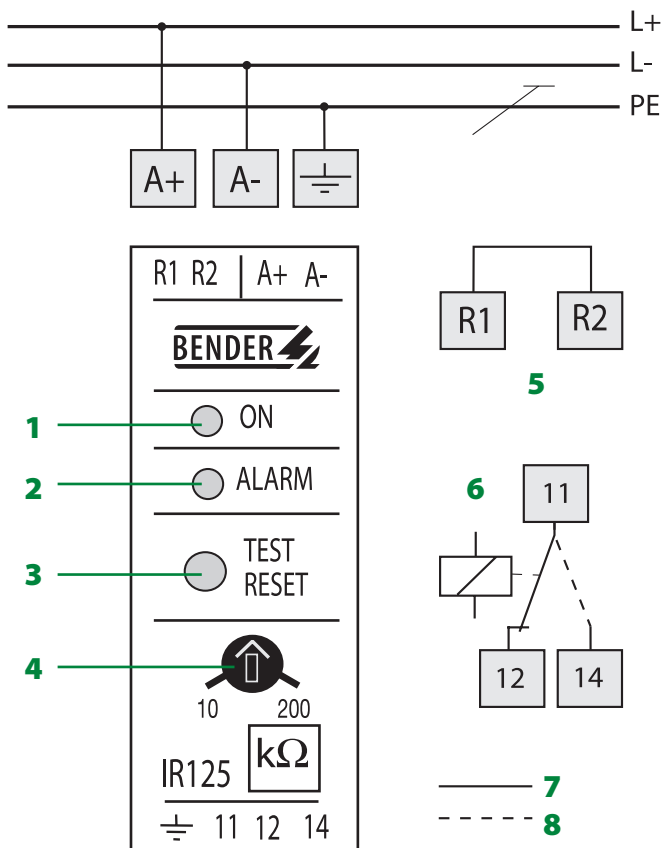 L+
L-
PE
A+ A-
R1 R2 A+ A-
BENDER
R1 R2
5
1 ON
2 ALARM
6
11
3 TEST
RESET
4
12 14
10 200
kΩ
IR125
7
8
11 12 14